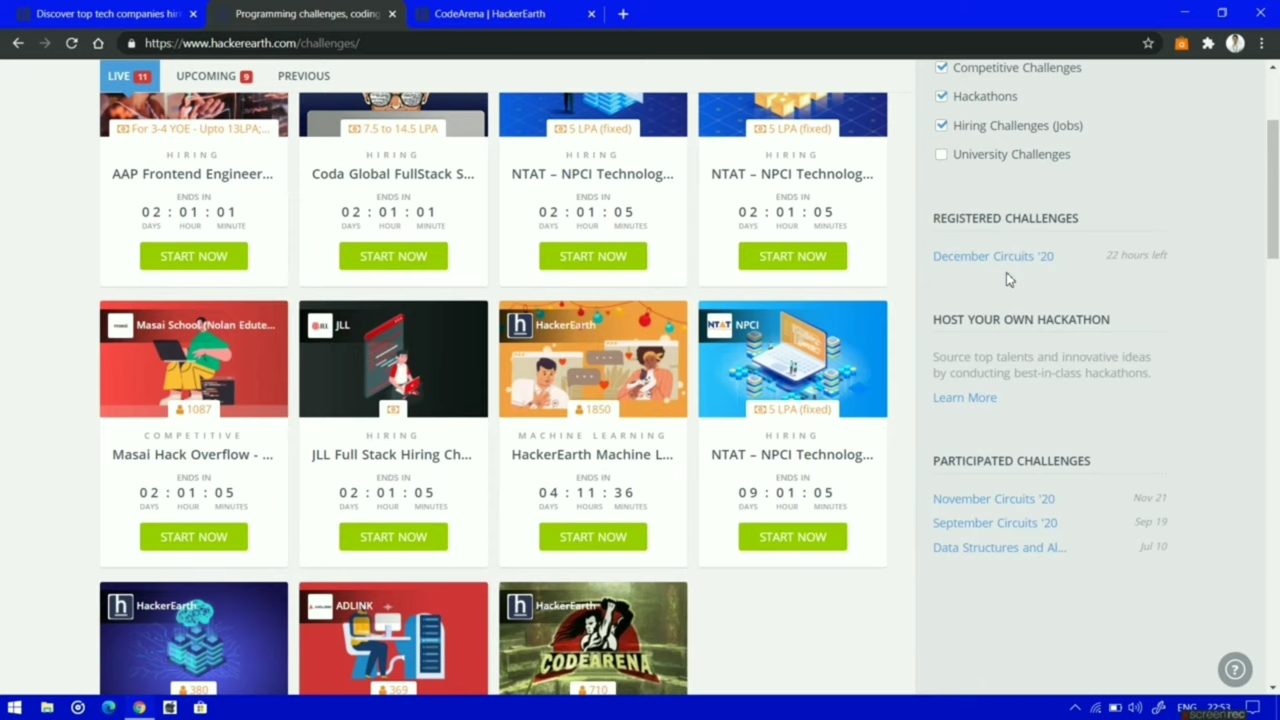 Discover top tech companies hiri
Programming challenges, coding
CodeArena | HackerEarth
https://www.hackerearth.com/challenges/
LIVE 11
UPCOMING 9
PREVIOUS
For 3-4 YOE - Upto 13LPA;...
7.5 to 14.5 LPA
5 LPA (fixed)
5 LPA (fixed)
HIRING
HIRING
HIRING
HIRING
AAP Frontend Engineer...
Coda Global FullStack S...
NTAT – NPCI Technolog...
NTAT – NPCI Technolog...
ENDS IN
ENDS IN
ENDS IN
ENDS IN
02 : 01 : 01
02 : 01 : 01
02 : 01 : 05
02 : 01 : 05
DAYS HOUR MINUTE
DAYS HOUR MINUTE
DAYS HOUR MINUTES
DAYS HOUR MINUTES
START NOW
START NOW
START NOW
START NOW
Masai School (Nolan Edute...
JLL
JLL
h HackerEarth
NTAT NPCI
1087
1850
5 LPA (fixed)
COMPETITIVE
HIRING
MACHINE LEARNING
HIRING
Masai Hack Overflow - ...
JLL Full Stack Hiring Ch...
HackerEarth Machine L...
NTAT – NPCI Technolog...
ENDS IN
ENDS IN
ENDS IN
ENDS IN
02 : 01 : 05
02 : 01 : 05
04 : 11 : 36
09 : 01 : 05
DAYS HOUR MINUTES
DAYS HOUR MINUTES
DAYS HOURS MINUTES
DAYS HOUR MINUTES
START NOW
START NOW
START NOW
START NOW
h HackerEarth
ADLINK
h HackerEarth
CODEARENA
380
369
710
Competitive Challenges
Hackathons
Hiring Challenges (Jobs)
University Challenges
REGISTERED CHALLENGES
December Circuits '20 22 hours left
HOST YOUR OWN HACKATHON
Source top talents and innovative ideas
by conducting best-in-class hackathons.
Learn More
PARTICIPATED CHALLENGES
November Circuits '20 Nov 21
September Circuits '20 Sep 19
Data Structures and Al... Jul 10
?
ENG 22:53
screenrec